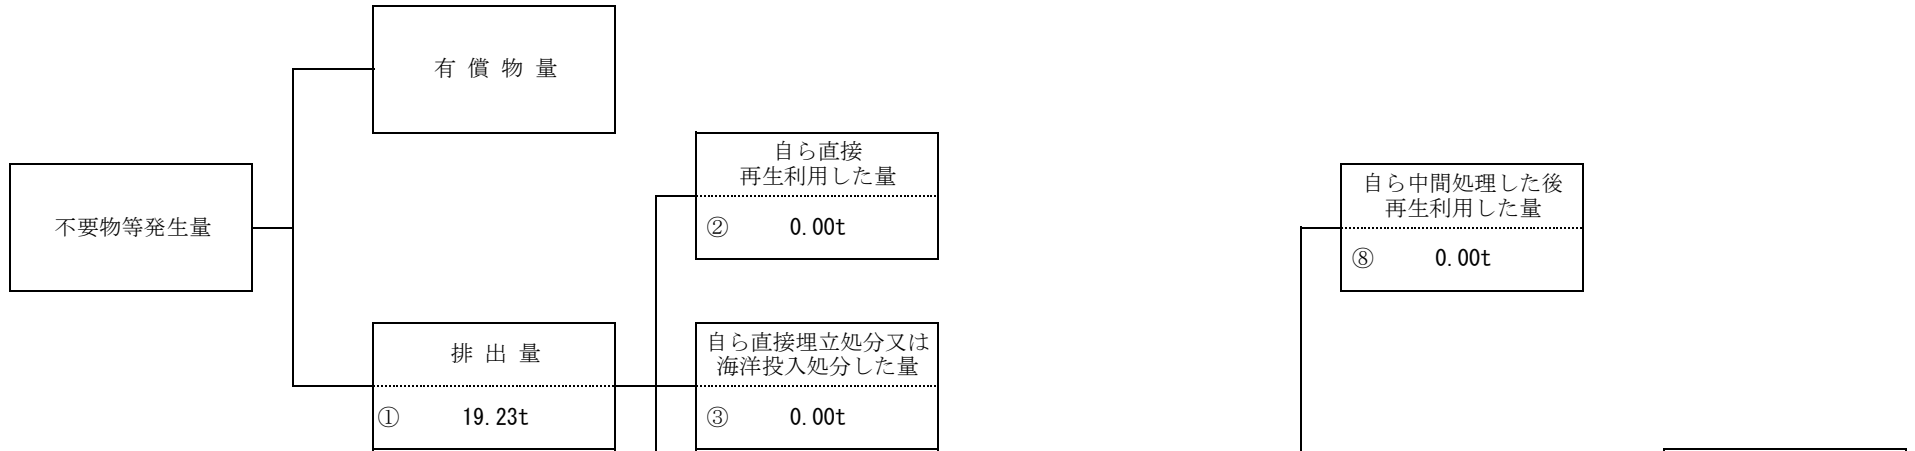 有 償 物 量
自ら直接
再生利用した量
② 0.00t
自ら中間処理した後
再生利用した量
⑧ 0.00t
不要物等発生量
排 出 量
① 19.23t
自ら直接埋立処分又は
海洋投入処分した量
③ 0.00t